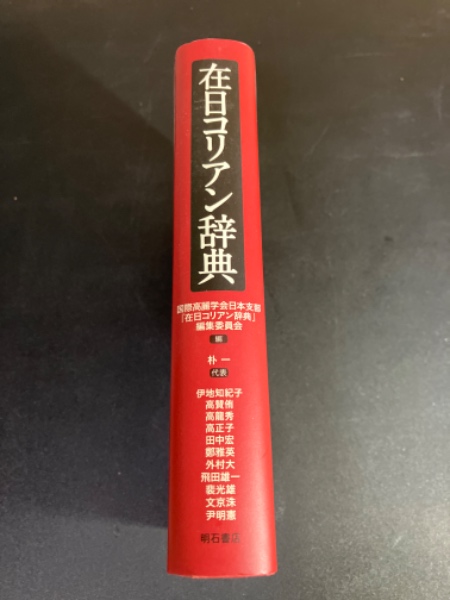 在日コリアン辞典
国際高麗学会日本支部
「在日コリアン辞典」
編集委員会
編
朴 一
代表
伊地知紀子
高賛侑
高龍秀
高正子
田中宏
鄭雅英
外村大
飛田雄一
裵光雄
文京洙
尹明憲
明石書店